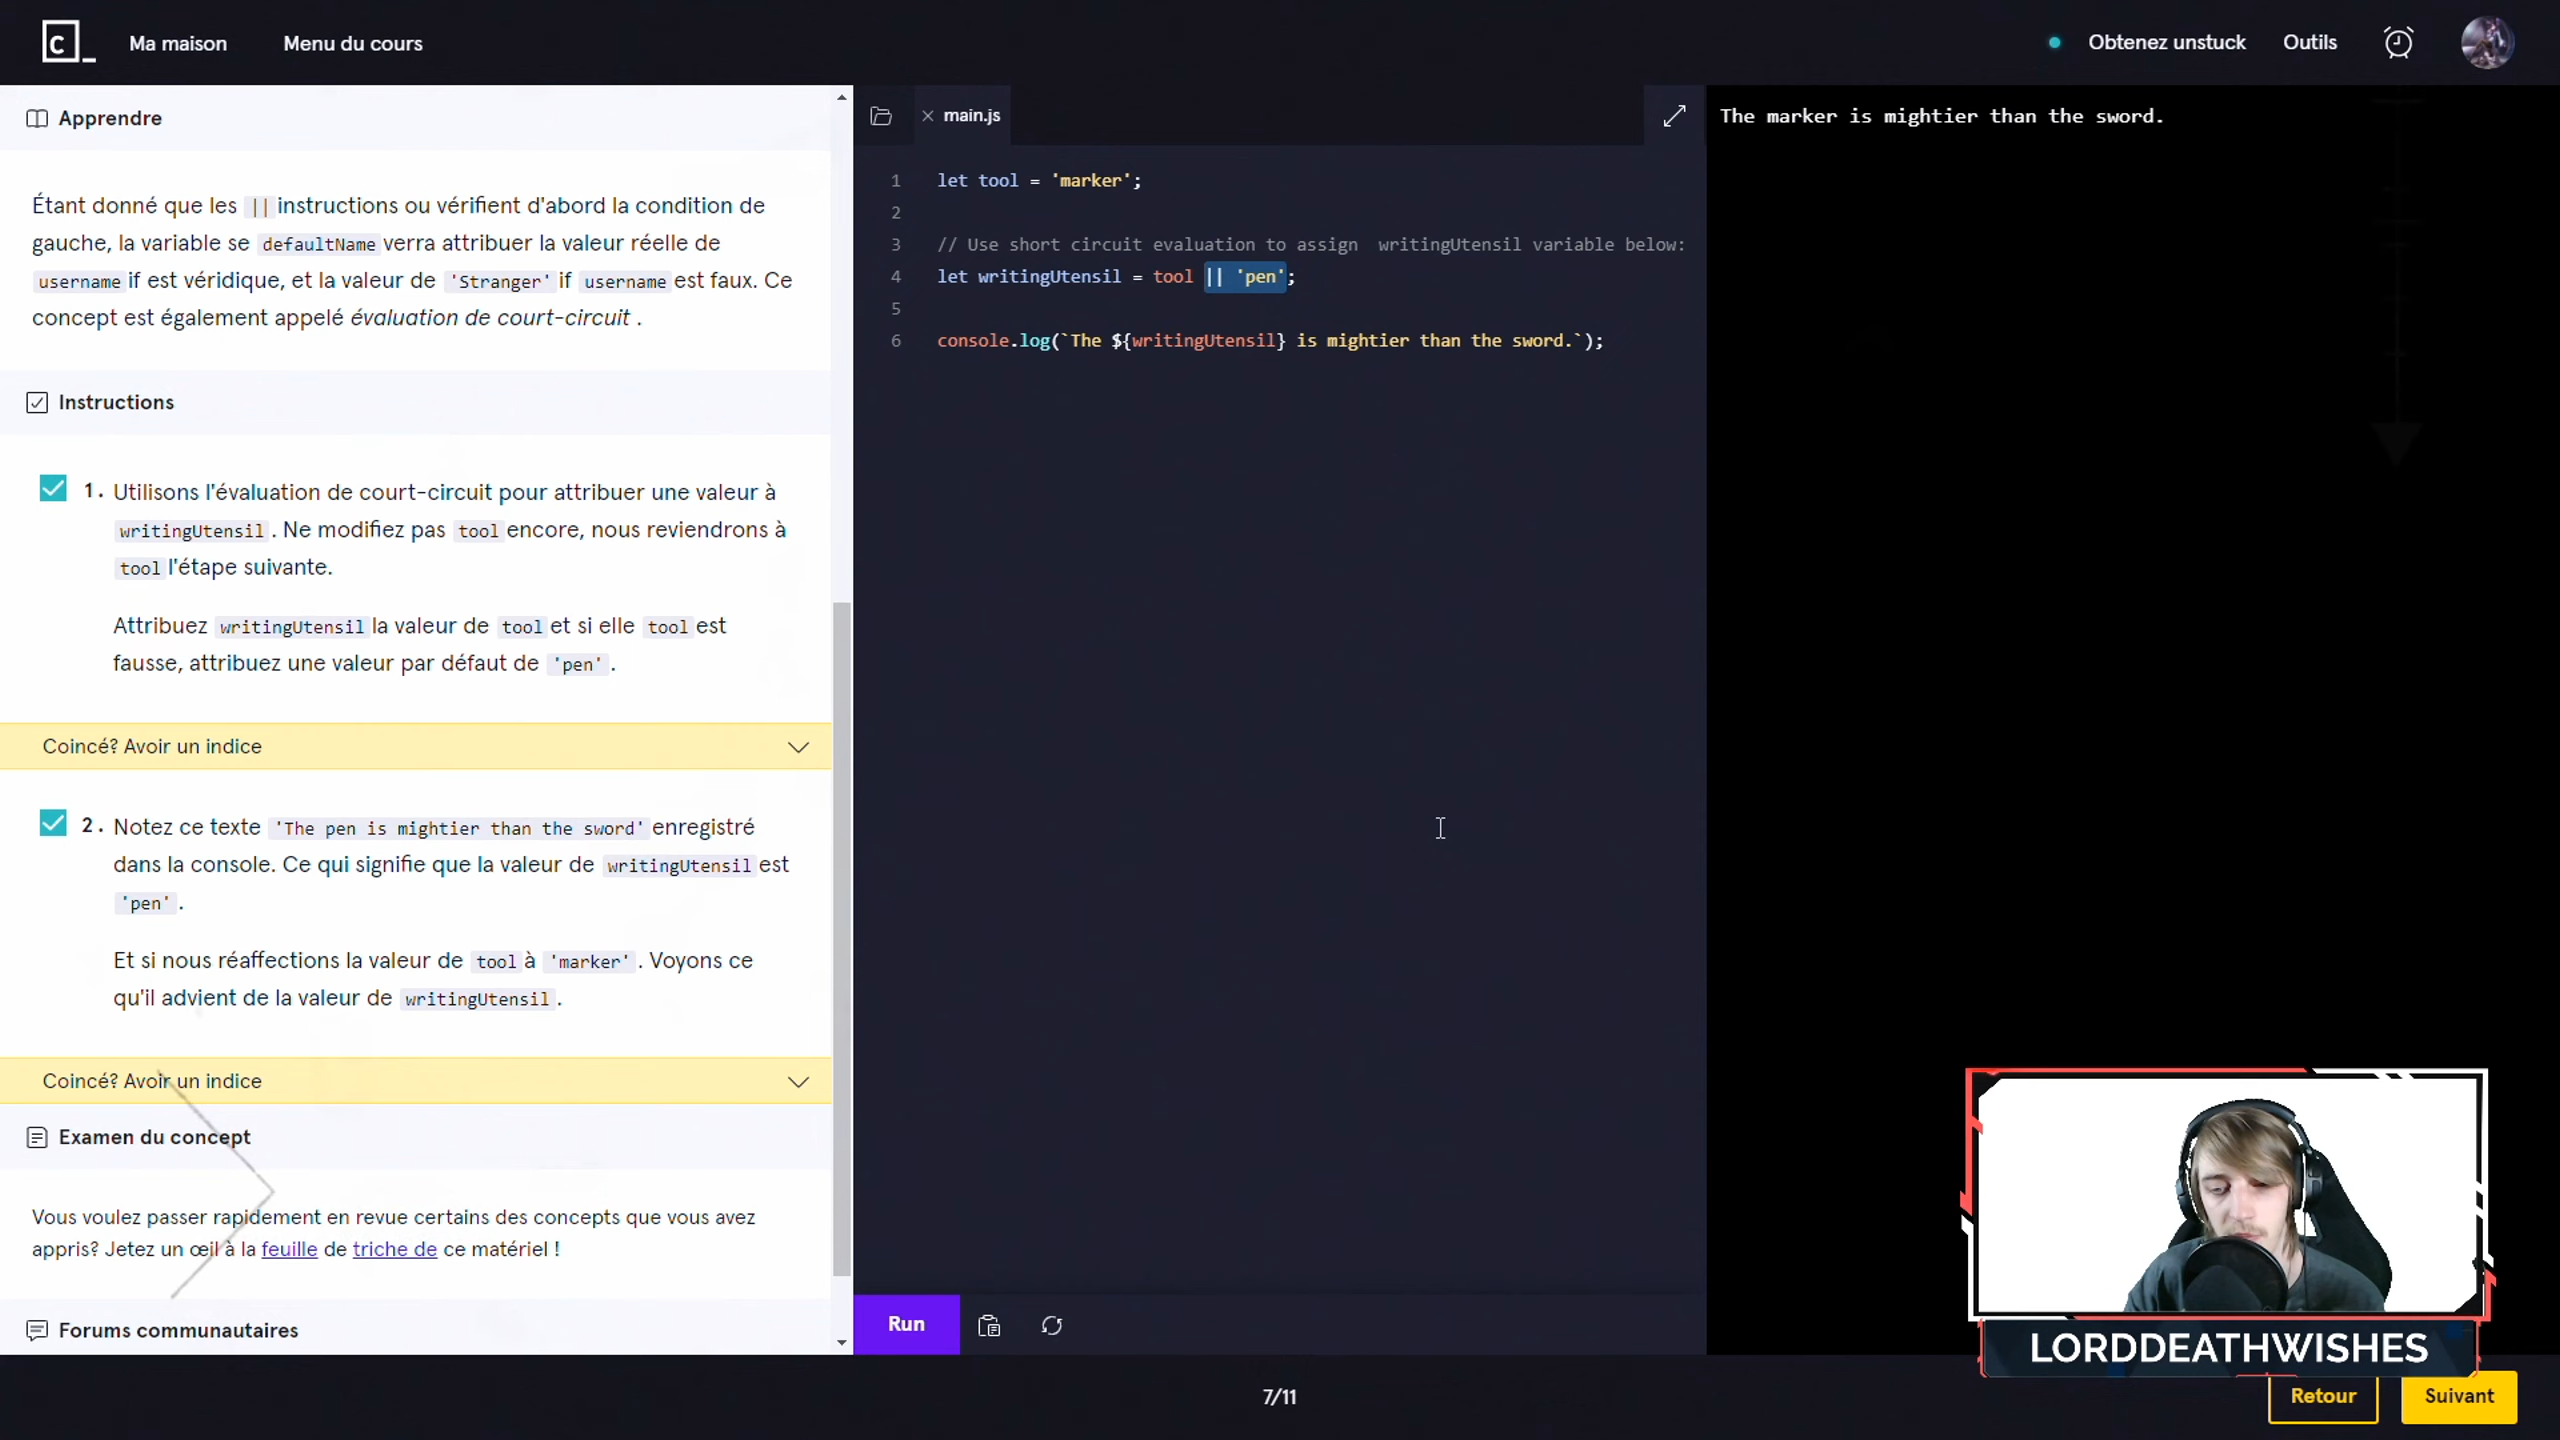 C_
Ma maison
Menu du cours
Obtenez unstuck
Outils
Apprendre
Étant donné que les || instructions ou vérifient d'abord la condition de
gauche, la variable se defaultName verra attribuer la valeur réelle de
username if est véridique, et la valeur de 'Stranger' if username est faux. Ce
concept est également appelé évaluation de court-circuit .
Instructions
1. Utilisons l'évaluation de court-circuit pour attribuer une valeur à
writingUtensil . Ne modifiez pas tool encore, nous reviendrons à
tool l'étape suivante.
Attribuez writingUtensil la valeur de tool et si elle tool est
fausse, attribuez une valeur par défaut de 'pen' .
Coincé? Avoir un indice
2. Notez ce texte 'The pen is mightier than the sword' enregistré
dans la console. Ce qui signifie que la valeur de writingUtensil est
'pen' .
Et si nous réaffections la valeur de tool à 'marker' . Voyons ce
qu'il advient de la valeur de writingUtensil .
Coincé? Avoir un indice
Examen du concept
Vous voulez passer rapidement en revue certains des concepts que vous avez
appris? Jetez un œil à la feuille de triche de ce matériel !
Forums communautaires
main.js
1 let tool = 'marker';
2
3 // Use short circuit evaluation to assign  writingUtensil variable below:
4 let writingUtensil = tool || 'pen';
5
6 console.log(`The ${writingUtensil} is mightier than the sword.`);
Run
The marker is mightier than the sword.
LORDDEATHWISHES
7/11
Retour
Suivant